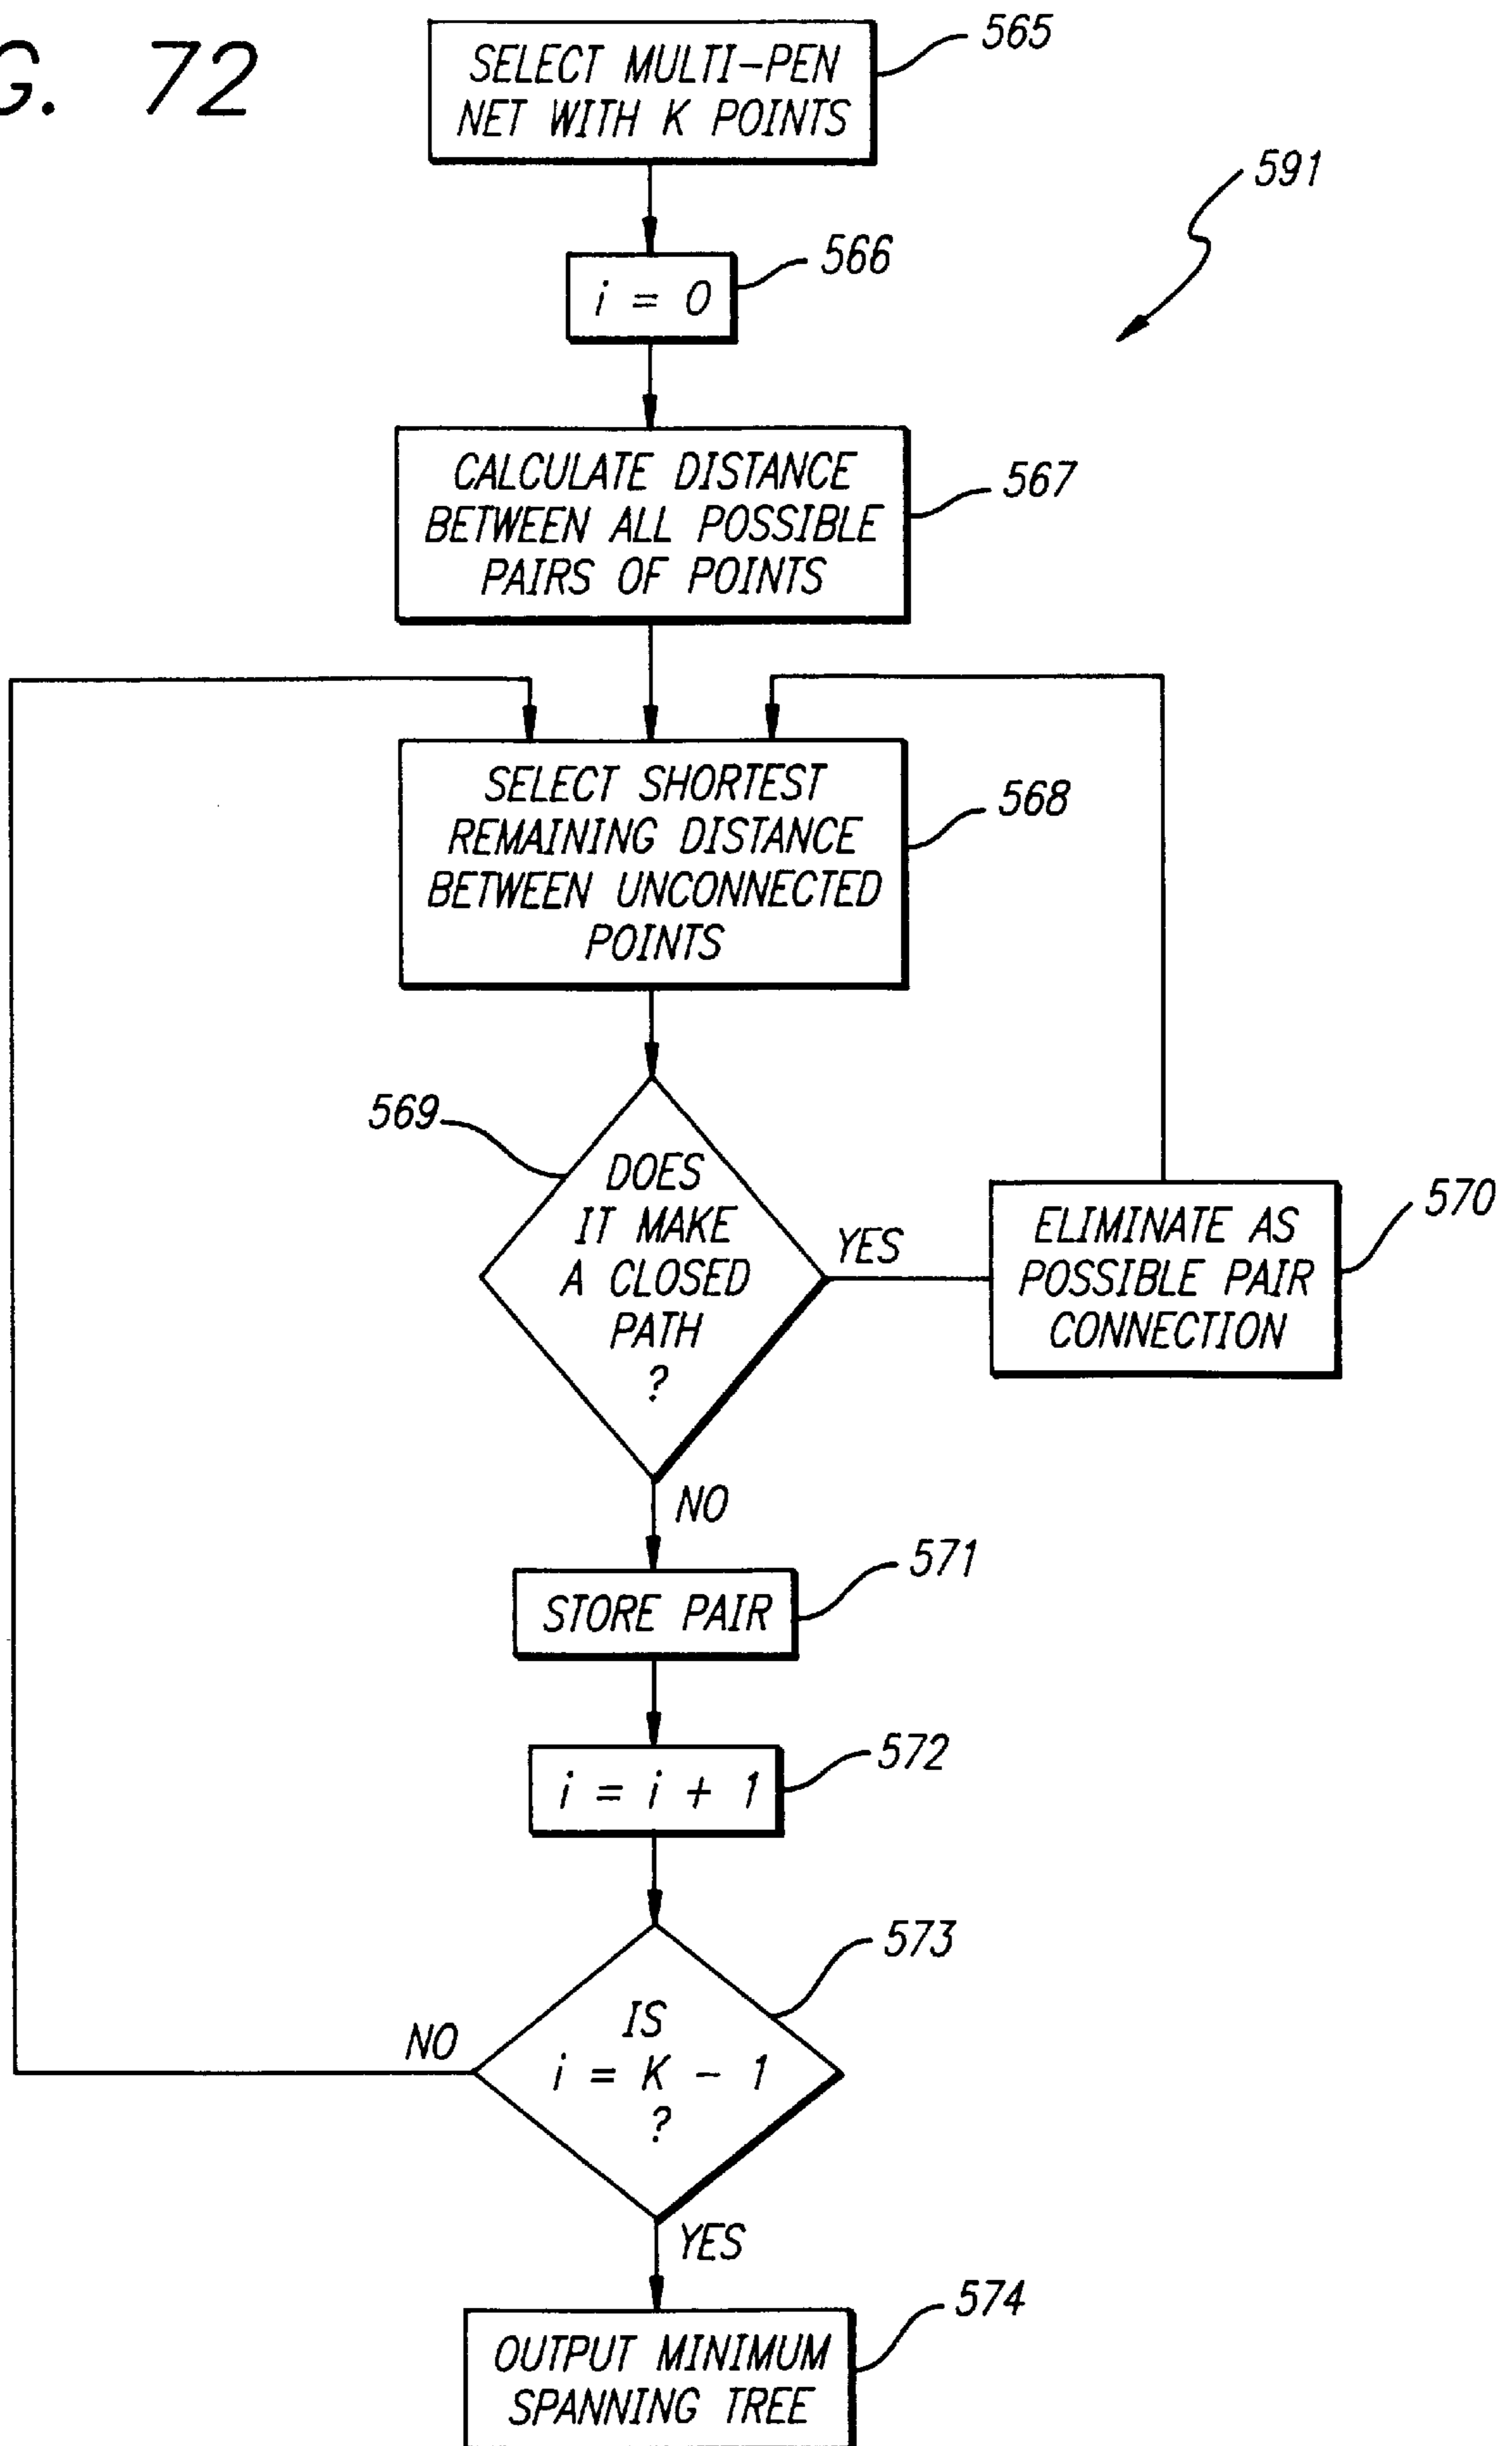 G. 72
SELECT MULTI-PEN
NET WITH K POINTS
565
591
i = 0
566
CALCULATE DISTANCE
BETWEEN ALL POSSIBLE
PAIRS OF POINTS
567
SELECT SHORTEST
REMAINING DISTANCE
BETWEEN UNCONNECTED
POINTS
568
569
DOES
IT MAKE
A CLOSED
PATH
?
YES
ELIMINATE AS
POSSIBLE PAIR
CONNECTION
570
NO
STORE PAIR
571
i = i + 1
572
573
IS
i = K - 1
?
NO
YES
OUTPUT MINIMUM
SPANNING TREE
574